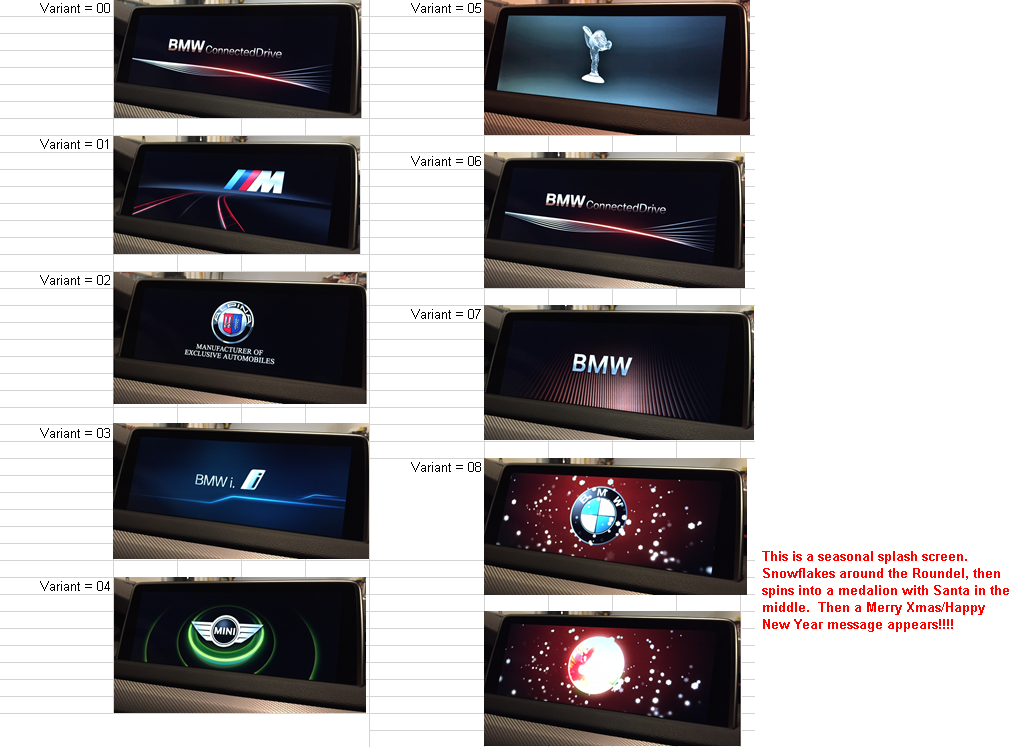 Variant = 00
BMW ConnectedDrive
Variant = 01
M
Variant = 02
ALPINA
MANUFACTURER OF
EXCLUSIVE AUTOMOBILES
Variant = 03
BMW i.
i
Variant = 04
MINI
Variant = 05
Variant = 06
BMW ConnectedDrive
Variant = 07
BMW
Variant = 08
BMW
This is a seasonal splash screen.
Snowflakes around the Roundel, then
spins into a medalion with Santa in the
middle.  Then a Merry Xmas/Happy
New Year message appears!!!!